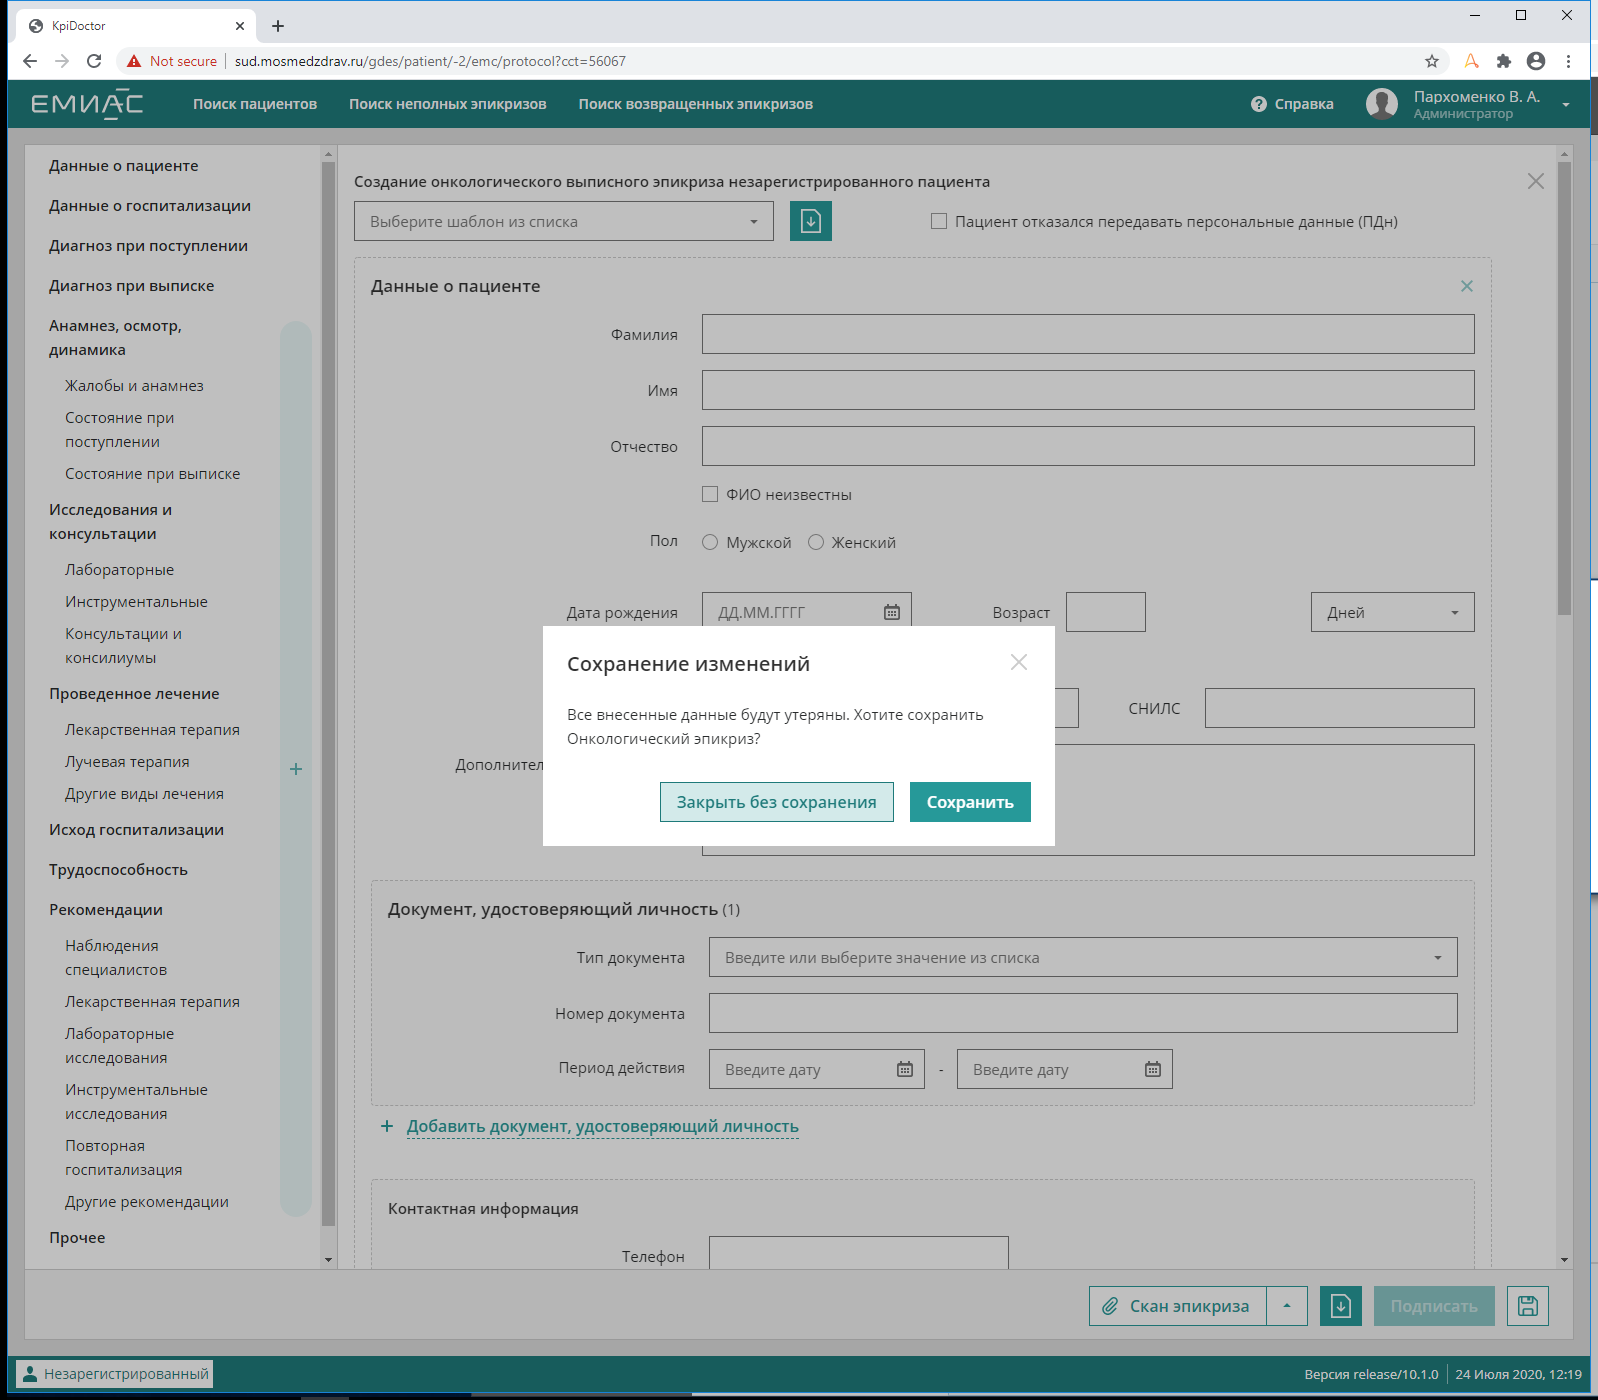 KpiDoctor
Not secure
sud.mosmedzdrav.ru/gdes/patient/-2/emc/protocol?cct=56067
ЕМИАС
Поиск пациентов
Поиск неполных эпикризов
Поиск возвращенных эпикризов
Справка
Пархоменко В. А.
Администратор
Данные о пациенте
Данные о госпитализации
Диагноз при поступлении
Диагноз при выписке
Анамнез, осмотр,
динамика
Жалобы и анамнез
Состояние при
поступлении
Состояние при выписке
Исследования и
консультации
Лабораторные
Инструментальные
Консультации и
консилиумы
Проведенное лечение
Лекарственная терапия
Лучевая терапия
Другие виды лечения
Исход госпитализации
Трудоспособность
Рекомендации
Наблюдения
специалистов
Лекарственная терапия
Лабораторные
исследования
Инструментальные
исследования
Повторная
госпитализация
Другие рекомендации
Прочее
Создание онкологического выписного эпикриза незарегистрированного пациента
Выберите шаблон из списка
Пациент отказался передавать персональные данные (ПДн)
Данные о пациенте
Фамилия
Имя
Отчество
ФИО неизвестны
Пол
Мужской
Женский
Дата рождения
ДД.ММ.ГГГГ
Возраст
Дней
СНИЛС
Дополнител
Сохранение изменений
Все внесенные данные будут утеряны. Хотите сохранить
Онкологический эпикриз?
Закрыть без сохранения
Сохранить
Документ, удостоверяющий личность (1)
Тип документа
Введите или выберите значение из списка
Номер документа
Период действия
Введите дату
-
Введите дату
+ Добавить документ, удостоверяющий личность
Контактная информация
Телефон
Скан эпикриза
Подписать
Незарегистрированный
Версия release/10.1.0
24 Июля 2020, 12:19